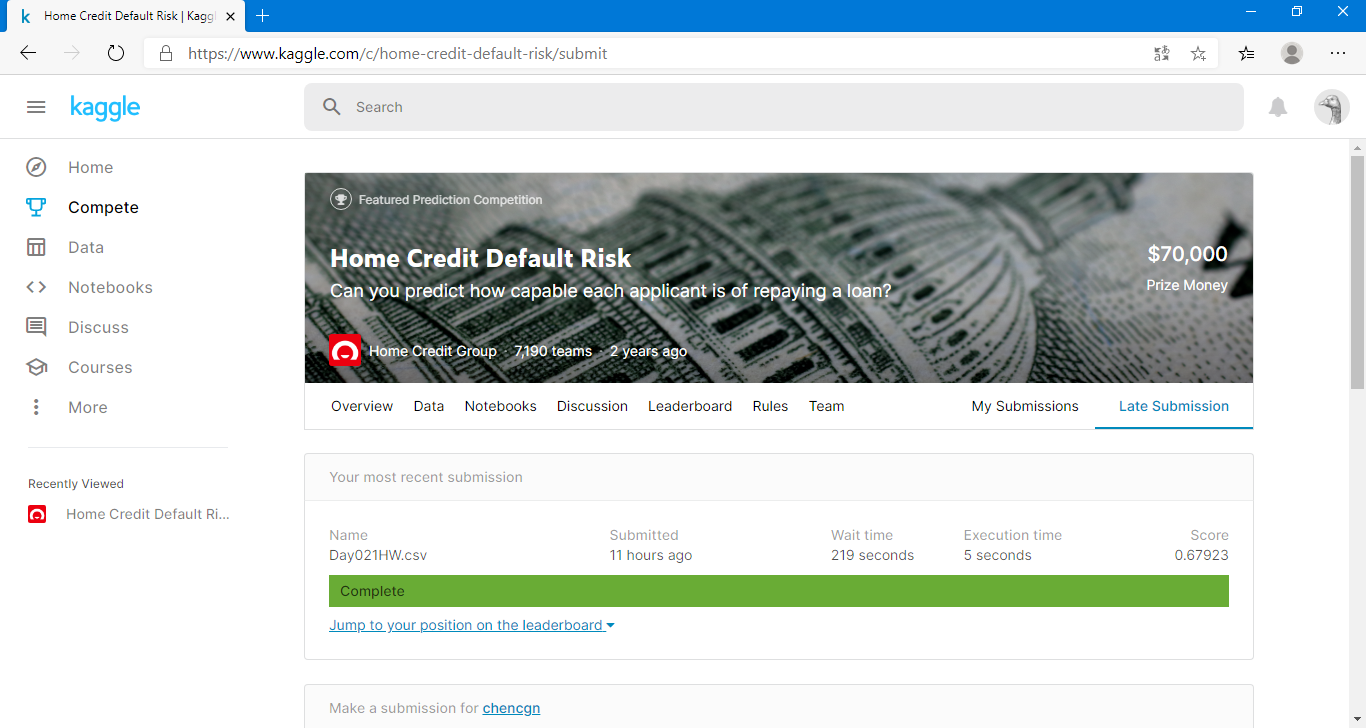 Home Credit Default Risk | Kaggl
https://www.kaggle.com/c/home-credit-default-risk/submit
kaggle
Search
Home
Compete
Data
Notebooks
Discuss
Courses
More
Recently Viewed
Home Credit Default Ri...
Featured Prediction Competition
Home Credit Default Risk
Can you predict how capable each applicant is of repaying a loan?
$70,000
Prize Money
Home Credit Group · 7,190 teams · 2 years ago
Overview Data Notebooks Discussion Leaderboard Rules Team My Submissions Late Submission
Your most recent submission
Name Submitted Wait time Execution time Score
Day021HW.csv 11 hours ago 219 seconds 5 seconds 0.67923
Complete
Jump to your position on the leaderboard
Make a submission for chencgn